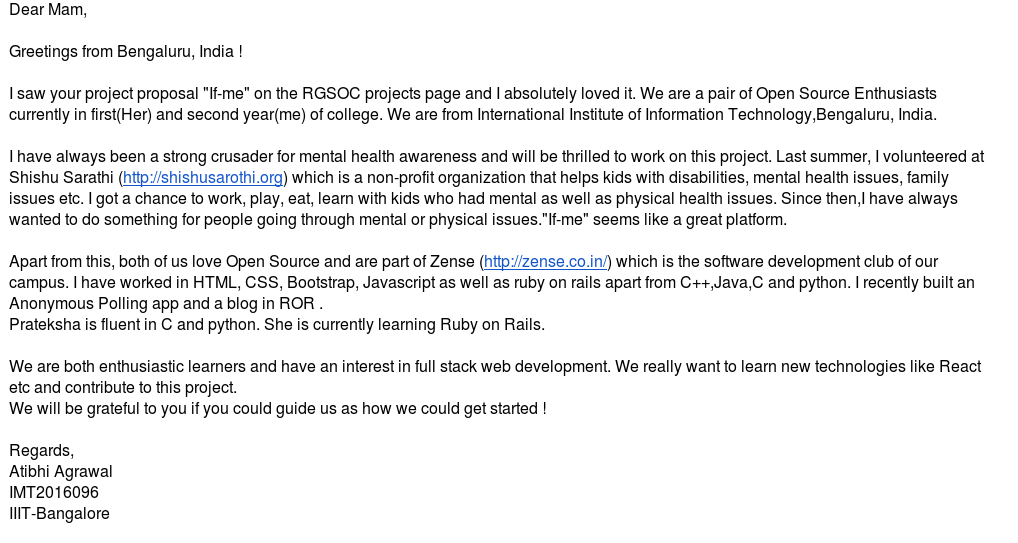 Dear Mam,
Greetings from Bengaluru, India !
I saw your project proposal "If-me" on the RGSOC projects page and I absolutely loved it. We are a pair of Open Source Enthusiasts
currently in first(Her) and second year(me) of college. We are from International Institute of Information Technology,Bengaluru, India.
I have always been a strong crusader for mental health awareness and will be thrilled to work on this project. Last summer, I volunteered at
Shishu Sarathi (http://shishusarothi.org) which is a non-profit organization that helps kids with disabilities, mental health issues, family
issues etc. I got a chance to work, play, eat, learn with kids who had mental as well as physical health issues. Since then,I have always
wanted to do something for people going through mental or physical issues."If-me" seems like a great platform.
Apart from this, both of us love Open Source and are part of Zense (http://zense.co.in/) which is the software development club of our
campus. I have worked in HTML, CSS, Bootstrap, Javascript as well as ruby on rails apart from C++,Java,C and python. I recently built an
Anonymous Polling app and a blog in ROR .
Prateksha is fluent in C and python. She is currently learning Ruby on Rails.
We are both enthusiastic learners and have an interest in full stack web development. We really want to learn new technologies like React
etc and contribute to this project.
We will be grateful to you if you could guide us as how we could get started !
Regards,
Atibhi Agrawal
IMT2016096
IIIT-Bangalore